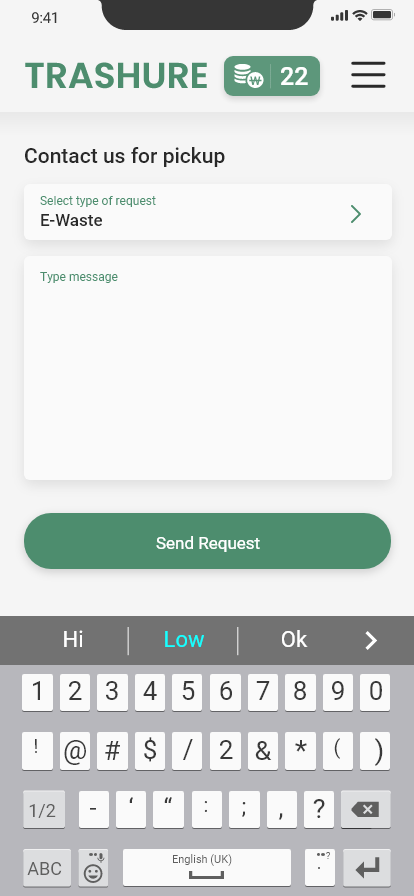 9:41
TRASHURE
₩ 22
Contact us for pickup
Select type of request
E-Waste
Type message
Send Request
Hi Low Ok
1 2 3 4 5 6 7 8 9 0
! @ # $ / 2 & * ( )
1/2 - ‘ “ : ; , ?
ABC English (UK) . ?